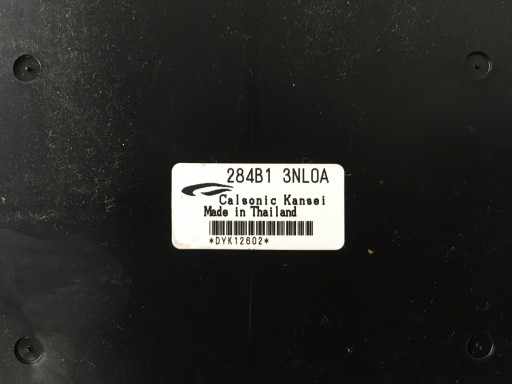 284B1 3NL0A
Calsonic Kansei
Made in Thailand
*DYK12602*